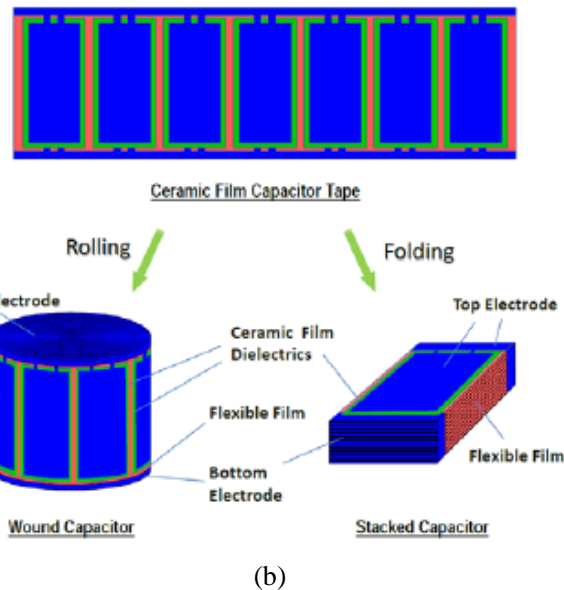 Ceramic Film Capacitor Tape
Rolling
Folding
lectrode
Top Electrode
Ceramic Film
Dielectrics
Flexible Film
Flexible Film
Bottom
Electrode
Wound Capacitor
Stacked Capacitor
(b)